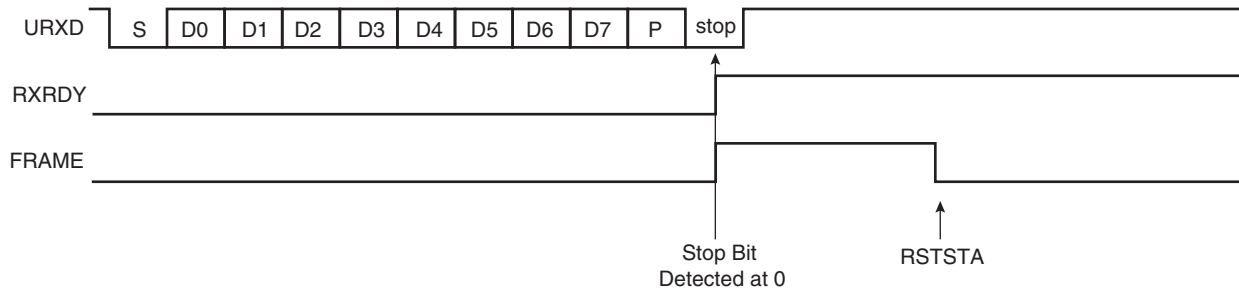 URXD S D0 D1 D2 D3 D4 D5 D6 D7 P stop
RXRDY
FRAME
Stop Bit
Detected at 0
RSTSTA